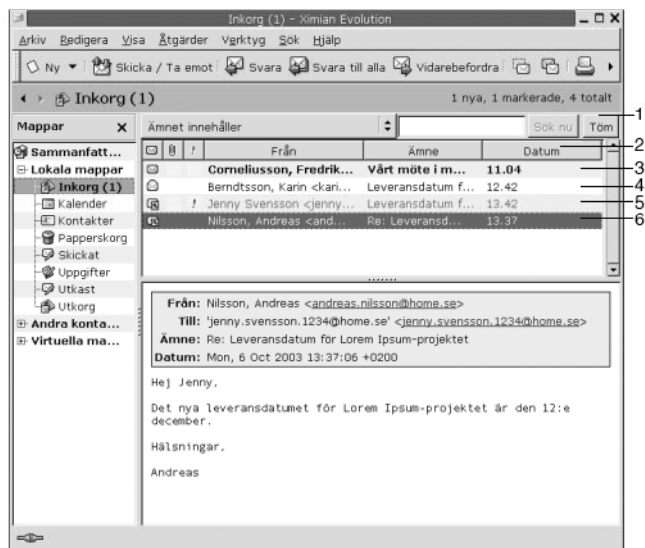 Inkorg (1) - Ximian Evolution
Arkiv Redigera Visa Åtgärder Verktyg Sök Hjälp
Ny Skicka / Ta emot Svara Svara till alla Vidarebefordra
Inkorg (1) 1 nya, 1 markerade, 4 totalt
Mappar x Ämnet innehåller Sök nu Töm 1
Sammanfatt... ! Från Ämne Datum 2
Lokala mappar Corneliusson, Fredrik... Vårt möte i m... 11.04 3
Inkorg (1) Berndtsson, Karin <kari... Leveransdatum f... 12.42 4
Kalender ! Jenny Svensson <jenny... Leveransdatum f... 13.42 5
Kontakter Nilsson, Andreas <and... Re: Leveransd... 13.37 6
Papperskorg
Skickat
Uppgifter
Utkast
Utkorg
Andra konta...
Virtuella ma...
Från: Nilsson, Andreas <andreas.nilsson@home.se>
Till: 'jenny.svensson.1234@home.se' <jenny.svensson.1234@home.se>
Ämne: Re: Leveransdatum för Lorem Ipsum-projektet
Datum: Mon, 6 Oct 2003 13:37:06 +0200
Hej Jenny,
Det nya leveransdatumet för Lorem Ipsum-projektet är den 12:e
december.
Hälsningar,
Andreas